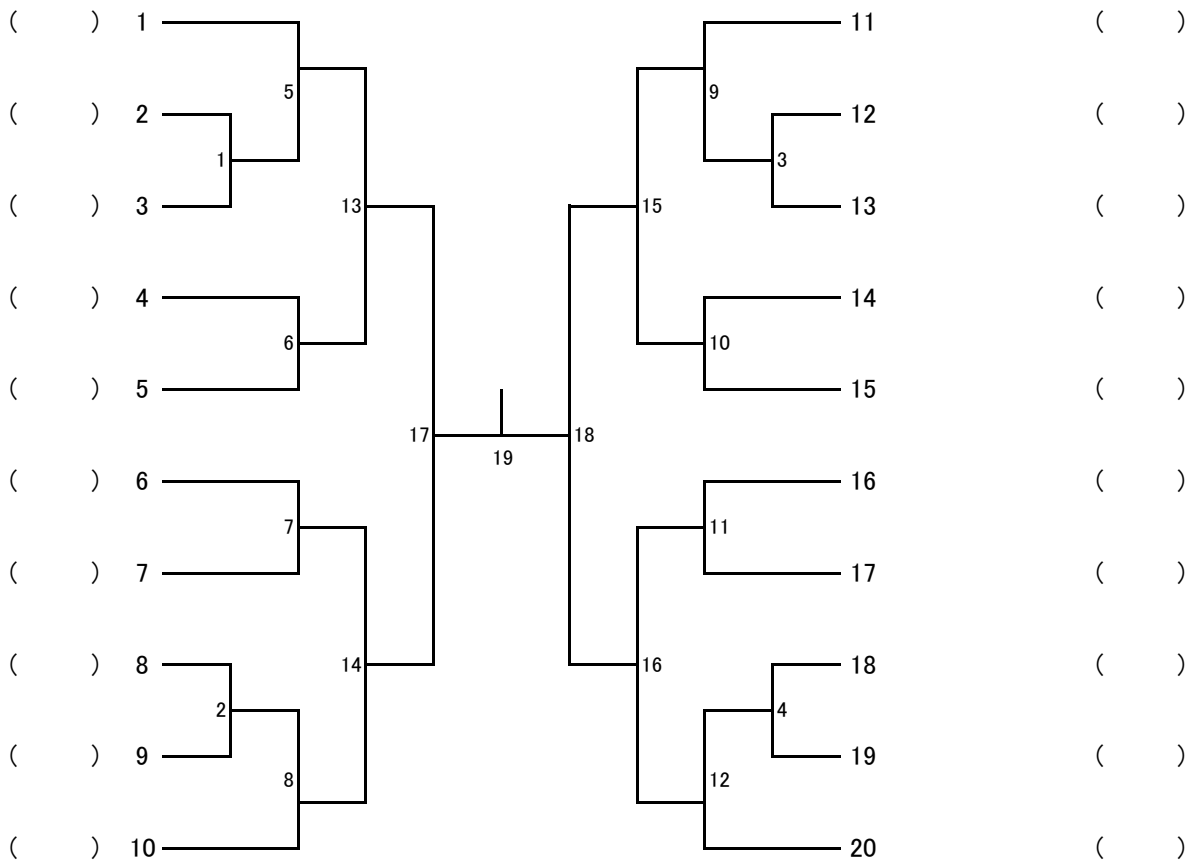 ( ) 1 11 ( )
5 9
( ) 2 12 ( )
1 3
( ) 3 13 15 13 ( )
( ) 4 14 ( )
6 10
( ) 5 15 ( )
17 18
19
( ) 6 16 ( )
7 11
( ) 7 17 ( )
( ) 8 14 16 18 ( )
2 4
( ) 9 19 ( )
8 12
( ) 10 20 ( )